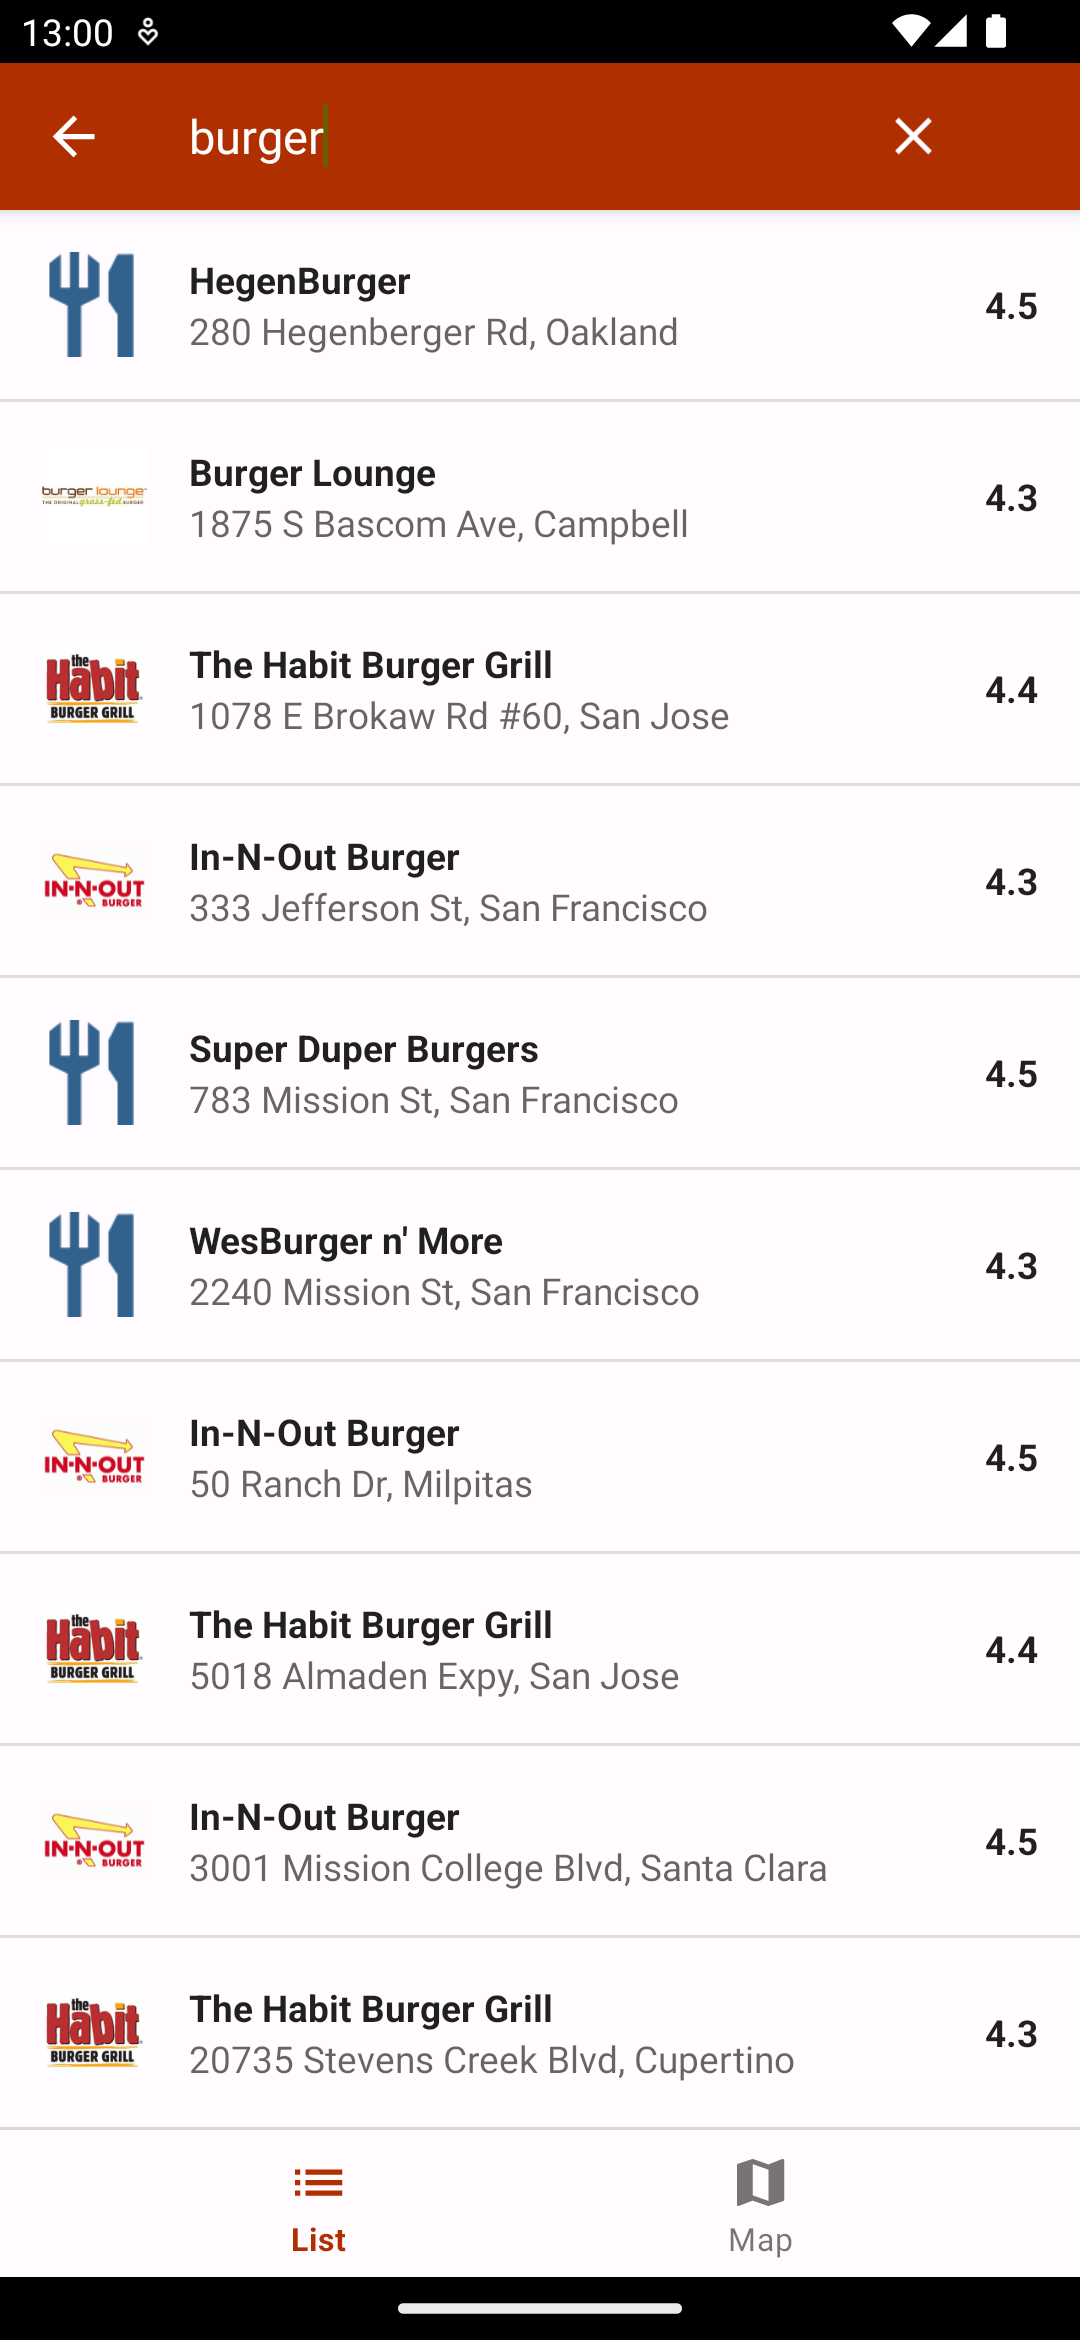 13:00
burger
HegenBurger
280 Hegenberger Rd, Oakland
4.5
burger lounge
THE ORIGINAL grass-fed BURGER
Burger Lounge
1875 S Bascom Ave, Campbell
4.3
the
Habit
BURGER GRILL
The Habit Burger Grill
1078 E Brokaw Rd #60, San Jose
4.4
IN-N-OUT
BURGER
In-N-Out Burger
333 Jefferson St, San Francisco
4.3
Super Duper Burgers
783 Mission St, San Francisco
4.5
WesBurger n' More
2240 Mission St, San Francisco
4.3
IN-N-OUT
BURGER
In-N-Out Burger
50 Ranch Dr, Milpitas
4.5
the
Habit
BURGER GRILL
The Habit Burger Grill
5018 Almaden Expy, San Jose
4.4
IN-N-OUT
BURGER
In-N-Out Burger
3001 Mission College Blvd, Santa Clara
4.5
the
Habit
BURGER GRILL
The Habit Burger Grill
20735 Stevens Creek Blvd, Cupertino
4.3
List
Map